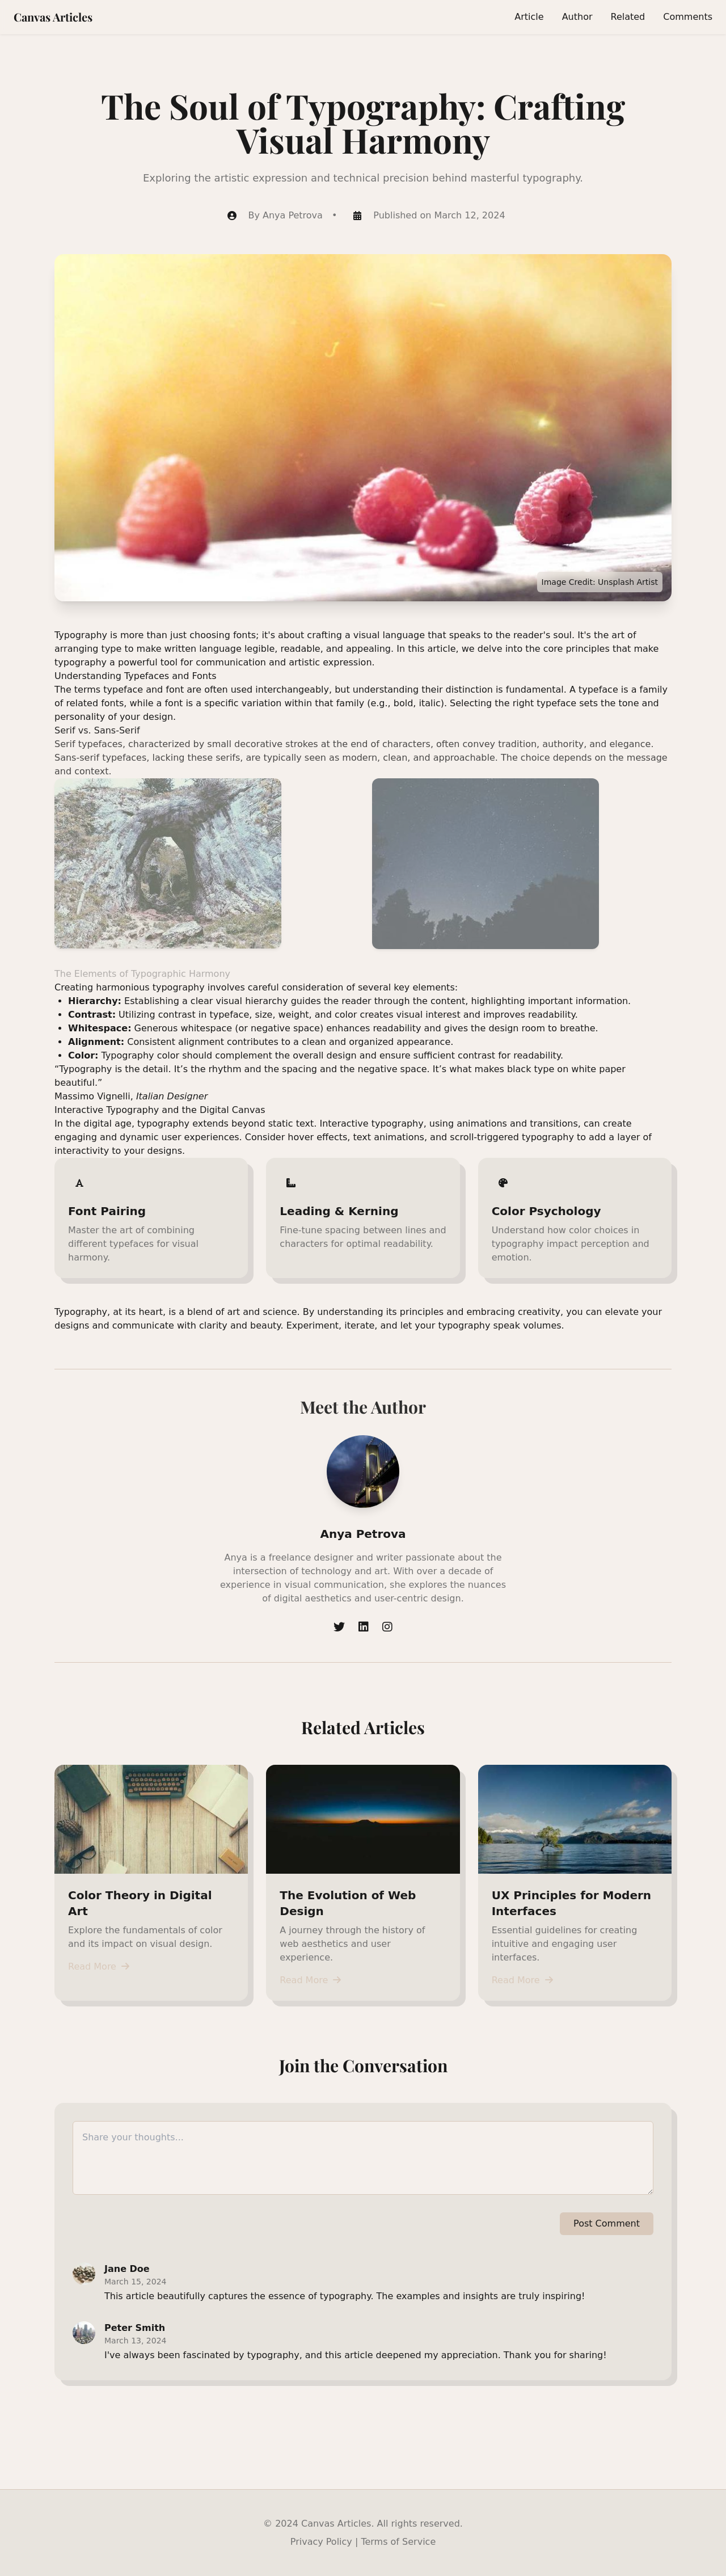 Canvas Articles
Article Author Related Comments
The Soul of Typography: Crafting
Visual Harmony
Exploring the artistic expression and technical precision behind masterful typography.
By Anya Petrova • Published on March 12, 2024
Image Credit: Unsplash Artist
Typography is more than just choosing fonts; it's about crafting a visual language that speaks to the reader's soul. It's the art of
arranging type to make written language legible, readable, and appealing. In this article, we delve into the core principles that make
typography a powerful tool for communication and artistic expression.
Understanding Typefaces and Fonts
The terms typeface and font are often used interchangeably, but understanding their distinction is fundamental. A typeface is a family
of related fonts, while a font is a specific variation within that family (e.g., bold, italic). Selecting the right typeface sets the tone and
personality of your design.
Serif vs. Sans-Serif
Serif typefaces, characterized by small decorative strokes at the end of characters, often convey tradition, authority, and elegance.
Sans-serif typefaces, lacking these serifs, are typically seen as modern, clean, and approachable. The choice depends on the message
and context.
The Elements of Typographic Harmony
Creating harmonious typography involves careful consideration of several key elements:
• Hierarchy: Establishing a clear visual hierarchy guides the reader through the content, highlighting important information.
• Contrast: Utilizing contrast in typeface, size, weight, and color creates visual interest and improves readability.
• Whitespace: Generous whitespace (or negative space) enhances readability and gives the design room to breathe.
• Alignment: Consistent alignment contributes to a clean and organized appearance.
• Color: Typography color should complement the overall design and ensure sufficient contrast for readability.
“Typography is the detail. It’s the rhythm and the spacing and the negative space. It’s what makes black type on white paper
beautiful.”
Massimo Vignelli, Italian Designer
Interactive Typography and the Digital Canvas
In the digital age, typography extends beyond static text. Interactive typography, using animations and transitions, can create
engaging and dynamic user experiences. Consider hover effects, text animations, and scroll-triggered typography to add a layer of
interactivity to your designs.
Font Pairing
Master the art of combining
different typefaces for visual
harmony.
Leading & Kerning
Fine-tune spacing between lines and
characters for optimal readability.
Color Psychology
Understand how color choices in
typography impact perception and
emotion.
Typography, at its heart, is a blend of art and science. By understanding its principles and embracing creativity, you can elevate your
designs and communicate with clarity and beauty. Experiment, iterate, and let your typography speak volumes.
Meet the Author
Anya Petrova
Anya is a freelance designer and writer passionate about the
intersection of technology and art. With over a decade of
experience in visual communication, she explores the nuances
of digital aesthetics and user-centric design.
Related Articles
Color Theory in Digital
Art
Explore the fundamentals of color
and its impact on visual design.
Read More →
The Evolution of Web
Design
A journey through the history of
web aesthetics and user
experience.
Read More →
UX Principles for Modern
Interfaces
Essential guidelines for creating
intuitive and engaging user
interfaces.
Read More →
Join the Conversation
Share your thoughts...
Post Comment
Jane Doe
March 15, 2024
This article beautifully captures the essence of typography. The examples and insights are truly inspiring!
Peter Smith
March 13, 2024
I've always been fascinated by typography, and this article deepened my appreciation. Thank you for sharing!
© 2024 Canvas Articles. All rights reserved.
Privacy Policy | Terms of Service